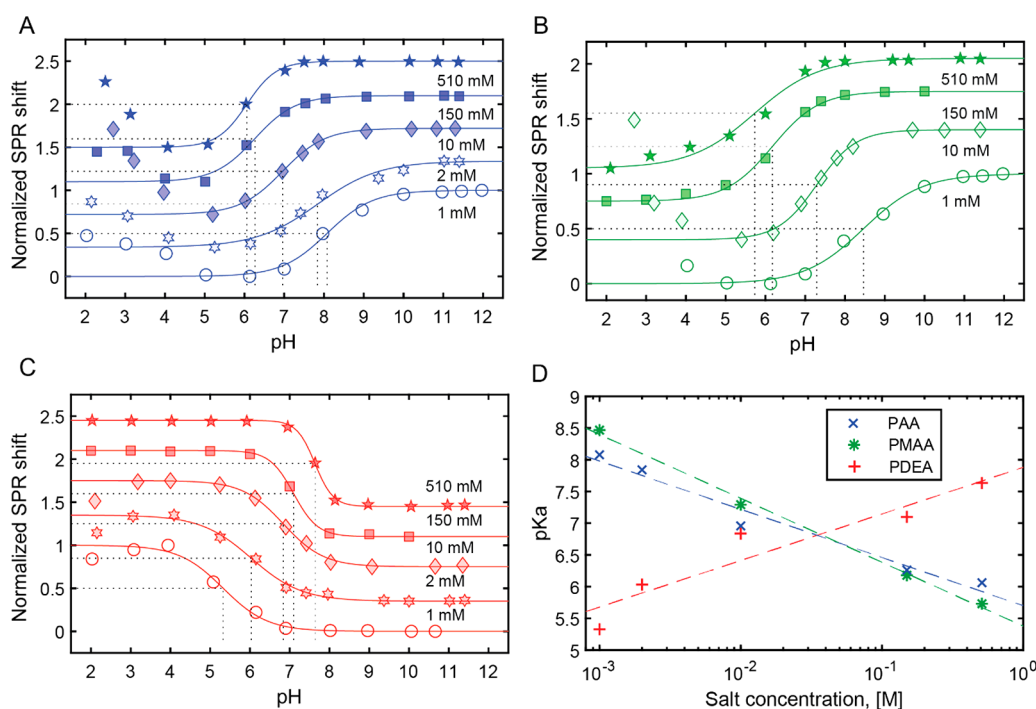 A
Normalized SPR shift
2.5
2
1.5
1
0.5
0
510 mM
150 mM
10 mM
2 mM
1 mM
2 3 4 5 6 7 8 9 10 11 12
pH
B
Normalized SPR shift
2
1.5
1
0.5
0
510 mM
150 mM
10 mM
1 mM
2 3 4 5 6 7 8 9 10 11 12
pH
C
Normalized SPR shift
2.5
2
1.5
1
0.5
0
510 mM
150 mM
10 mM
2 mM
1 mM
2 3 4 5 6 7 8 9 10 11 12
pH
D
pKa
9
8.5
8
7.5
7
6.5
6
5.5
5
PAA
PMAA
PDEA
10⁻³ 10⁻² 10⁻¹ 10⁰
Salt concentration, [M]